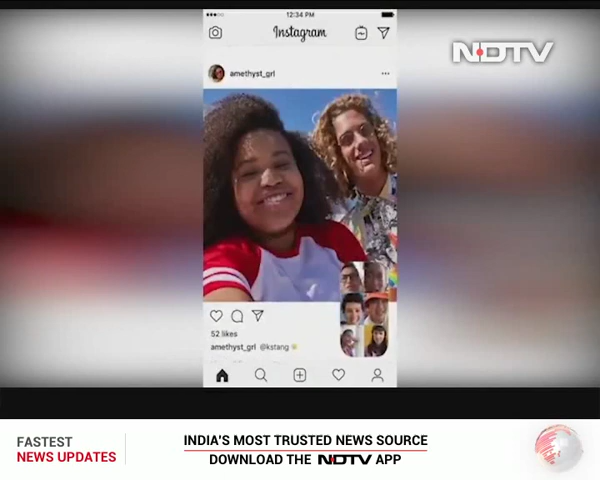 12:34 PM
Instagram
NDTV
amethyst_grl
52 likes
amethyst_grl @kstang
FASTEST
NEWS UPDATES
INDIA'S MOST TRUSTED NEWS SOURCE
DOWNLOAD THE NDTV APP